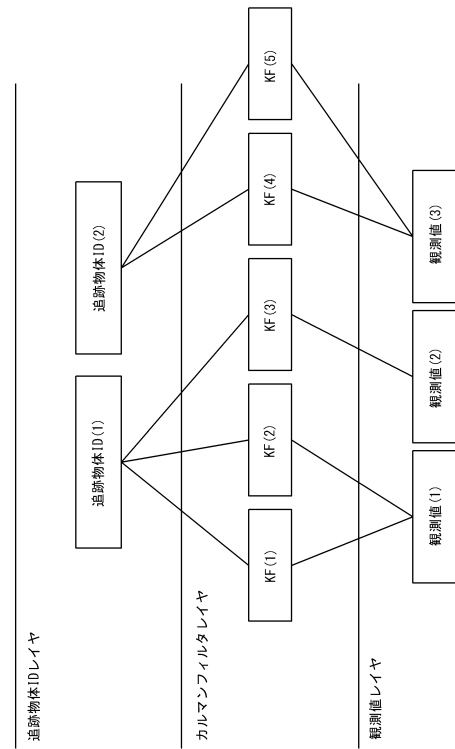 追跡物体IDレイヤ
追跡物体ID(1)
追跡物体ID(2)
カルマンフィルタレイヤ
KF(1)
KF(2)
KF(3)
KF(4)
KF(5)
観測値レイヤ
観測値(1)
観測値(2)
観測値(3)